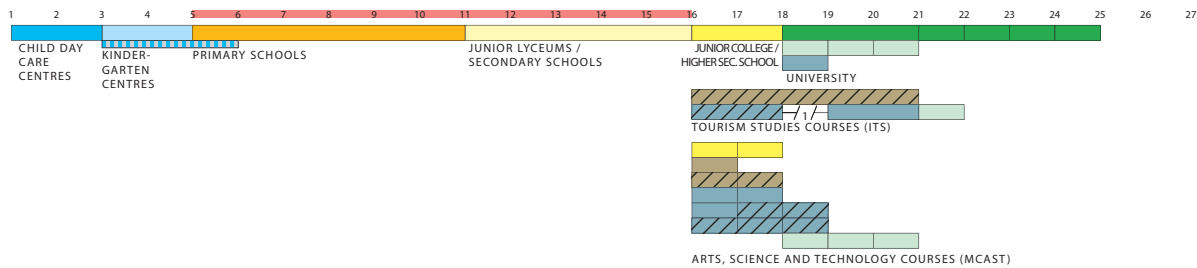 1 2 3 4 5 6 7 8 9 10 11 12 13 14 15 16 17 18 19 20 21 22 23 24 25 26 27
CHILD DAY
CARE
CENTRES
KINDER-
GARTEN
CENTRES
PRIMARY SCHOOLS
JUNIOR LYCEUMS /
SECONDARY SCHOOLS
JUNIOR COLLEGE /
HIGHER SEC. SCHOOL
UNIVERSITY
1
TOURISM STUDIES COURSES (ITS)
ARTS, SCIENCE AND TECHNOLOGY COURSES (MCAST)